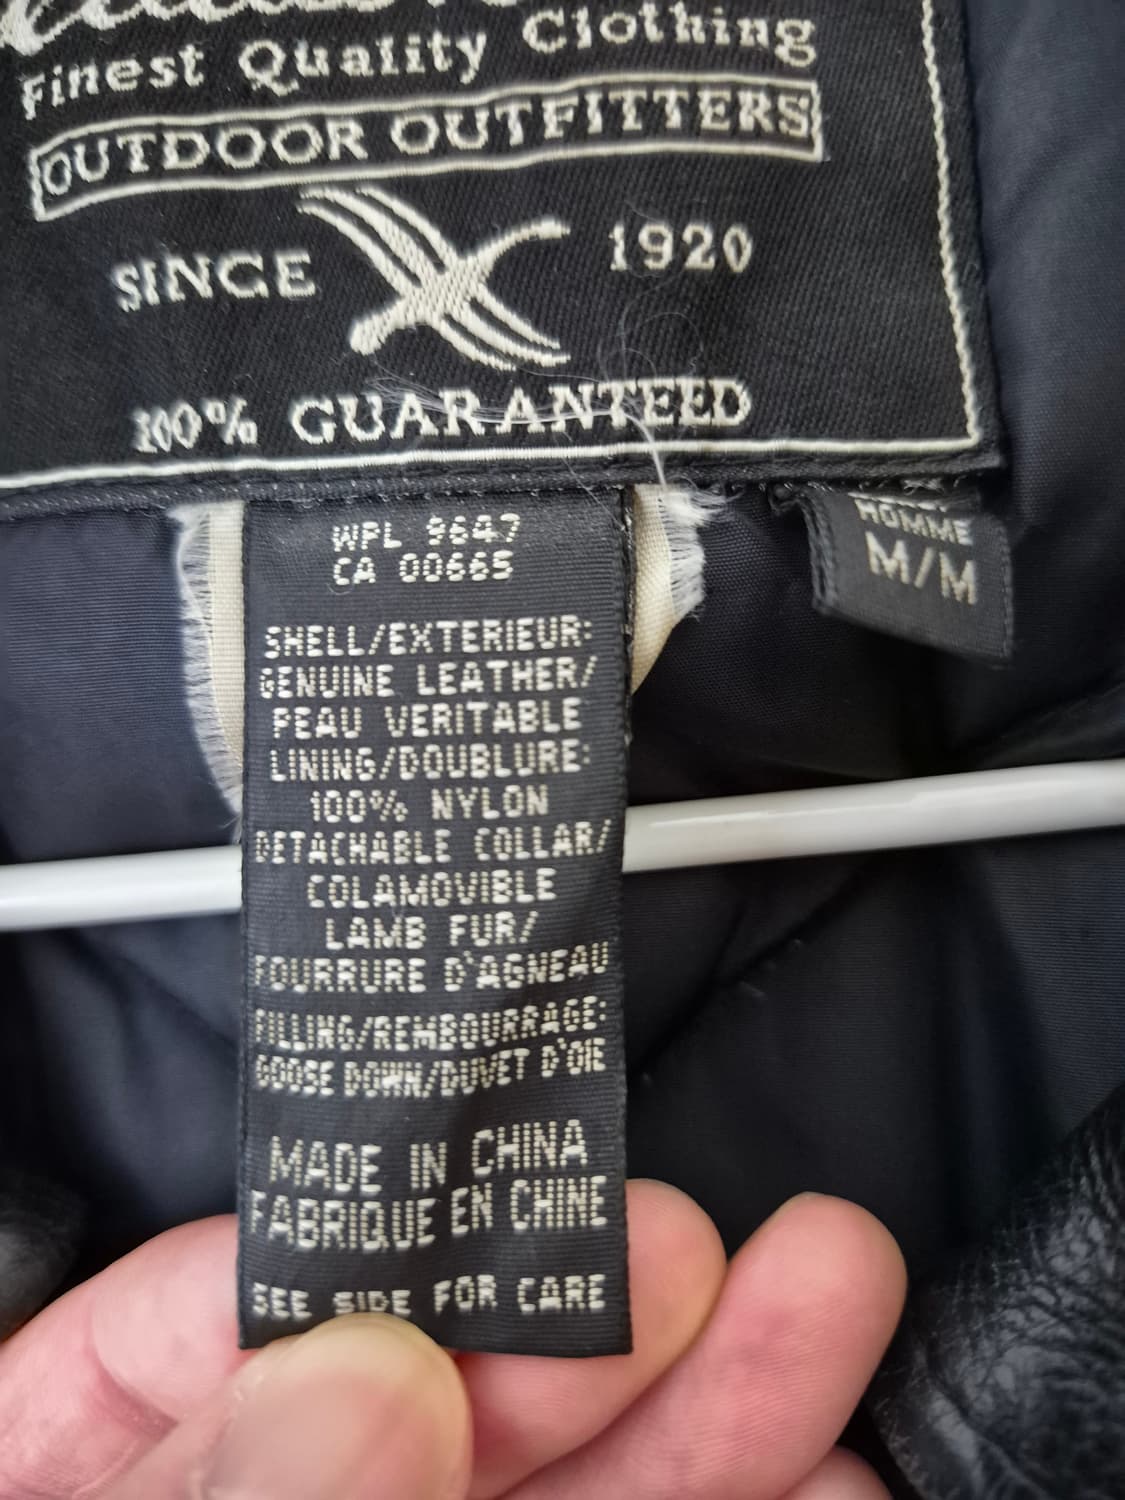 Finest Quality Clothing
OUTDOOR OUTFITTERS
SINCE 1920
100% GUARANTEED
HOMME
M/M
WPL 9647
CA 00665
SHELL/EXTERIEUR:
GENUINE LEATHER/
PEAU VERITABLE
LINING/DOUBLURE:
100% NYLON
DETACHABLE COLLAR/
COLAMOVIBLE
LAMB FUR/
FOURRURE D'AGNEAU
FILLING/REMBOURRAGE:
GOOSE DOWN/DUVET D'OIE
MADE IN CHINA
FABRIQUE EN CHINE
SEE SIDE FOR CARE